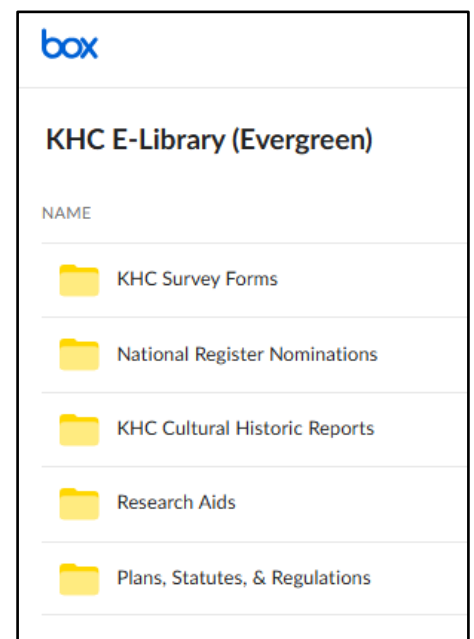 box
KHC E-Library (Evergreen)
NAME
KHC Survey Forms
National Register Nominations
KHC Cultural Historic Reports
Research Aids
Plans, Statutes, & Regulations